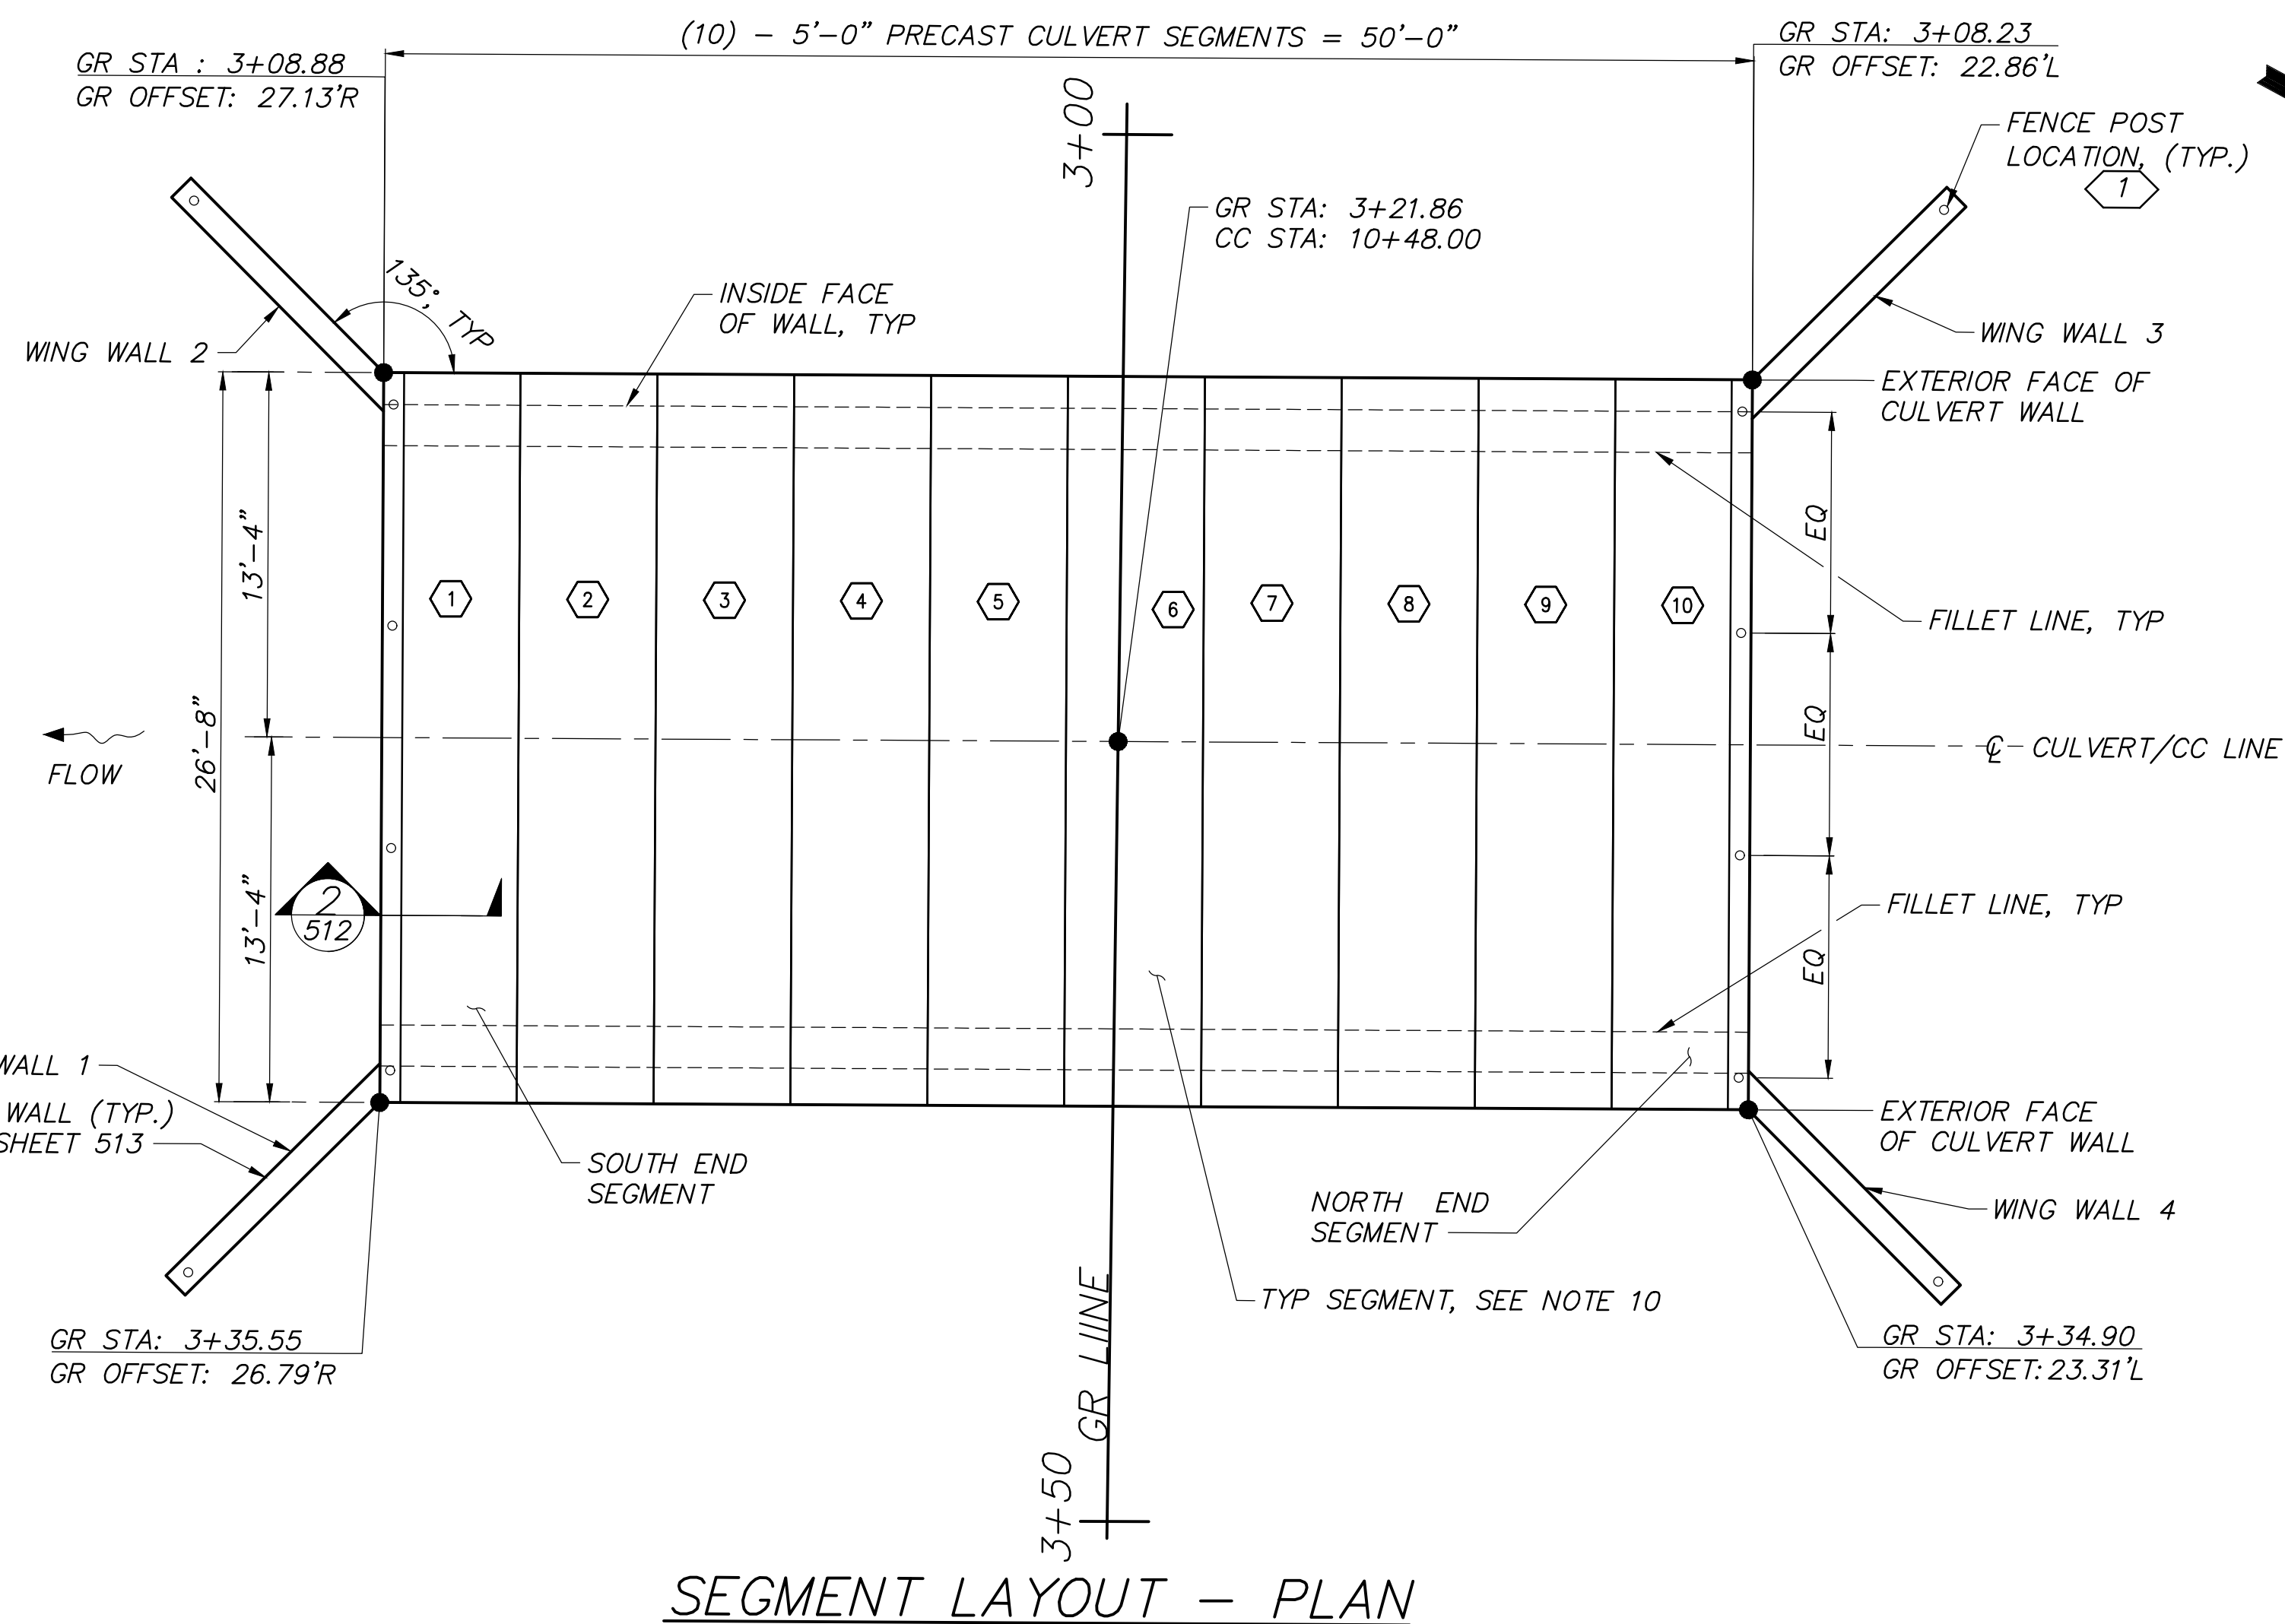 (10) - 5'-0" PRECAST CULVERT SEGMENTS = 50'-0"
GR STA : 3+08.88
GR OFFSET: 27.13'R
GR STA: 3+08.23
GR OFFSET: 22.86'L
3+00
FENCE POST
LOCATION, (TYP.)
1
GR STA: 3+21.86
CC STA: 10+48.00
135°, TYP
INSIDE FACE
OF WALL, TYP
WING WALL 2
WING WALL 3
EXTERIOR FACE OF
CULVERT WALL
13'-4"
EQ
1
2
3
4
5
6
7
8
9
10
FILLET LINE, TYP
26'-8"
EQ
℄ CULVERT/CC LINE
FLOW
13'-4"
2
512
FILLET LINE, TYP
EQ
WALL 1
WALL (TYP.)
SHEET 513
EXTERIOR FACE
OF CULVERT WALL
SOUTH END
SEGMENT
NORTH END
SEGMENT
WING WALL 4
TYP SEGMENT, SEE NOTE 10
GR LIINE
GR STA: 3+35.55
GR OFFSET: 26.79'R
GR STA: 3+34.90
GR OFFSET: 23.31'L
3+50
SEGMENT LAYOUT - PLAN